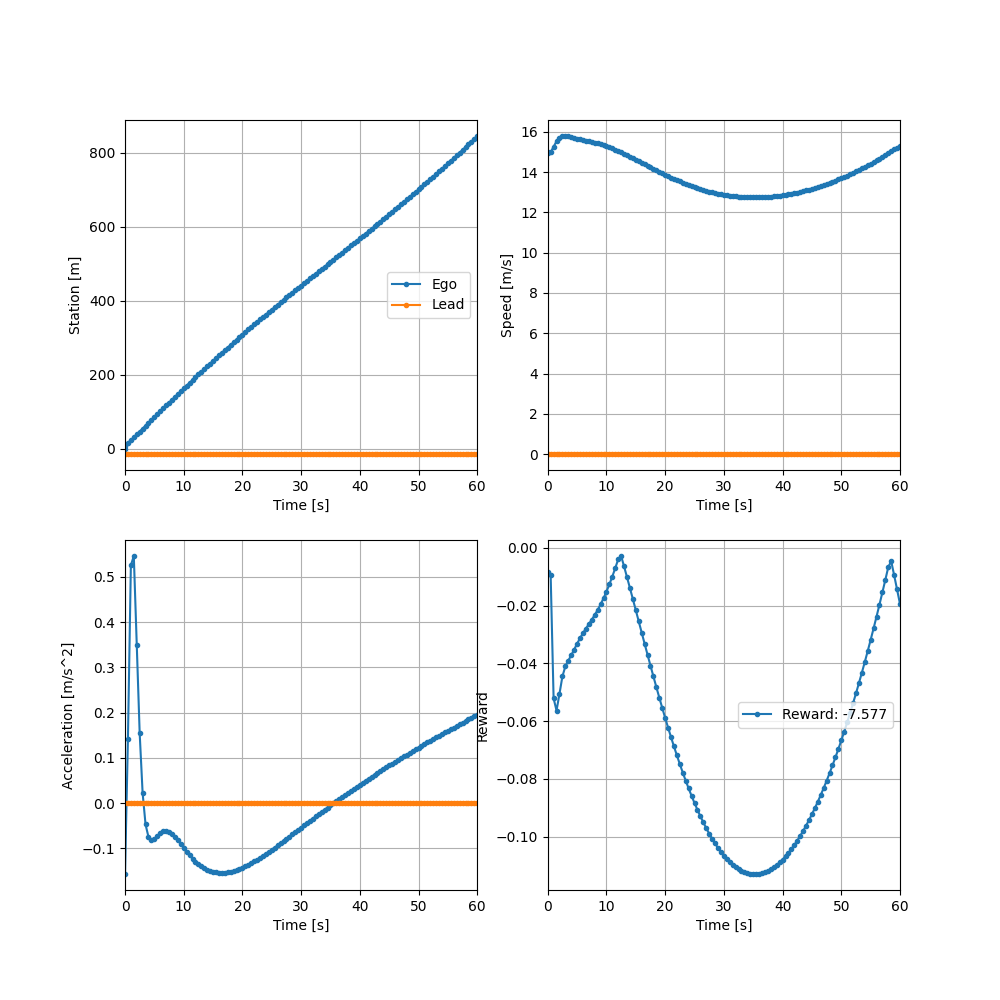 800
600
400
200
0
Station [m]
Ego
Lead
0 10 20 30 40 50 60
Time [s]
16
14
12
10
8
6
4
2
0
Speed [m/s]
0 10 20 30 40 50 60
Time [s]
0.5
0.4
0.3
0.2
0.1
0.0
−0.1
Acceleration [m/s^2]
0 10 20 30 40 50 60
Time [s]
0.00
−0.02
−0.04
−0.06
−0.08
−0.10
Reward
Reward: -7.577
0 10 20 30 40 50 60
Time [s]